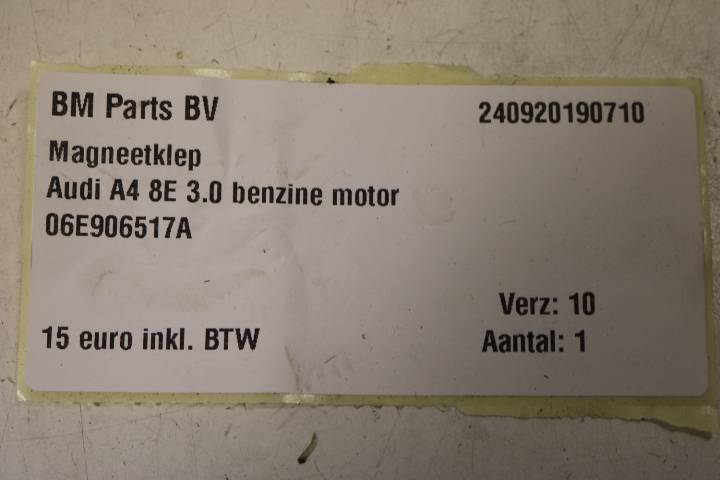 BM Parts BV 240920190710
Magneetklep
Audi A4 8E 3.0 benzine motor
06E906517A
Verz: 10
15 euro inkl. BTW Aantal: 1